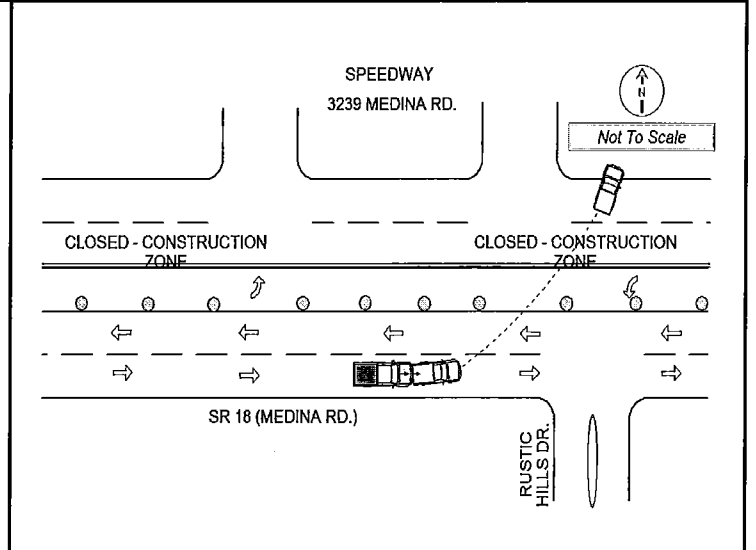 SPEEDWAY
3239 MEDINA RD.
N
Not To Scale
CLOSED - CONSTRUCTION
ZONE
CLOSED - CONSTRUCTION
ZONE
SR 18 (MEDINA RD.)
RUSTIC
HILLS DR.